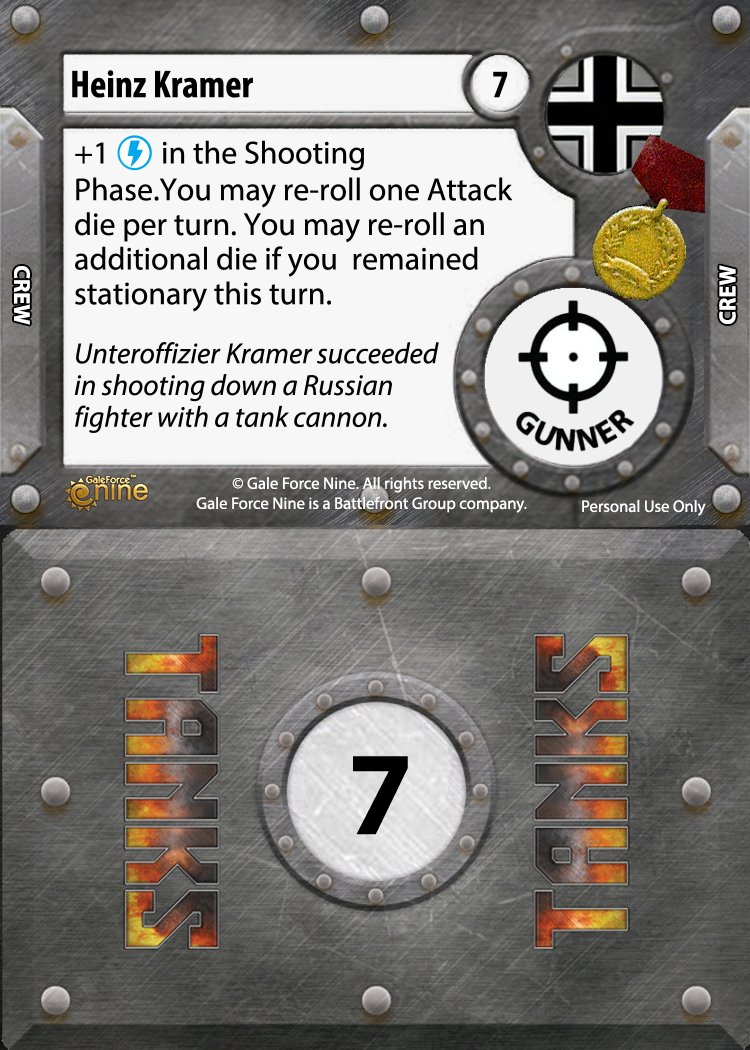 Heinz Kramer
7
+1 in the Shooting
Phase.You may re-roll one Attack
die per turn. You may re-roll an
additional die if you  remained
stationary this turn.
Unteroffizier Kramer succeeded
in shooting down a Russian
fighter with a tank cannon.
CREW
CREW
GUNNER
GaleForce™
nine
© Gale Force Nine. All rights reserved.
Gale Force Nine is a Battlefront Group company.
Personal Use Only
TANKS
7
TANKS